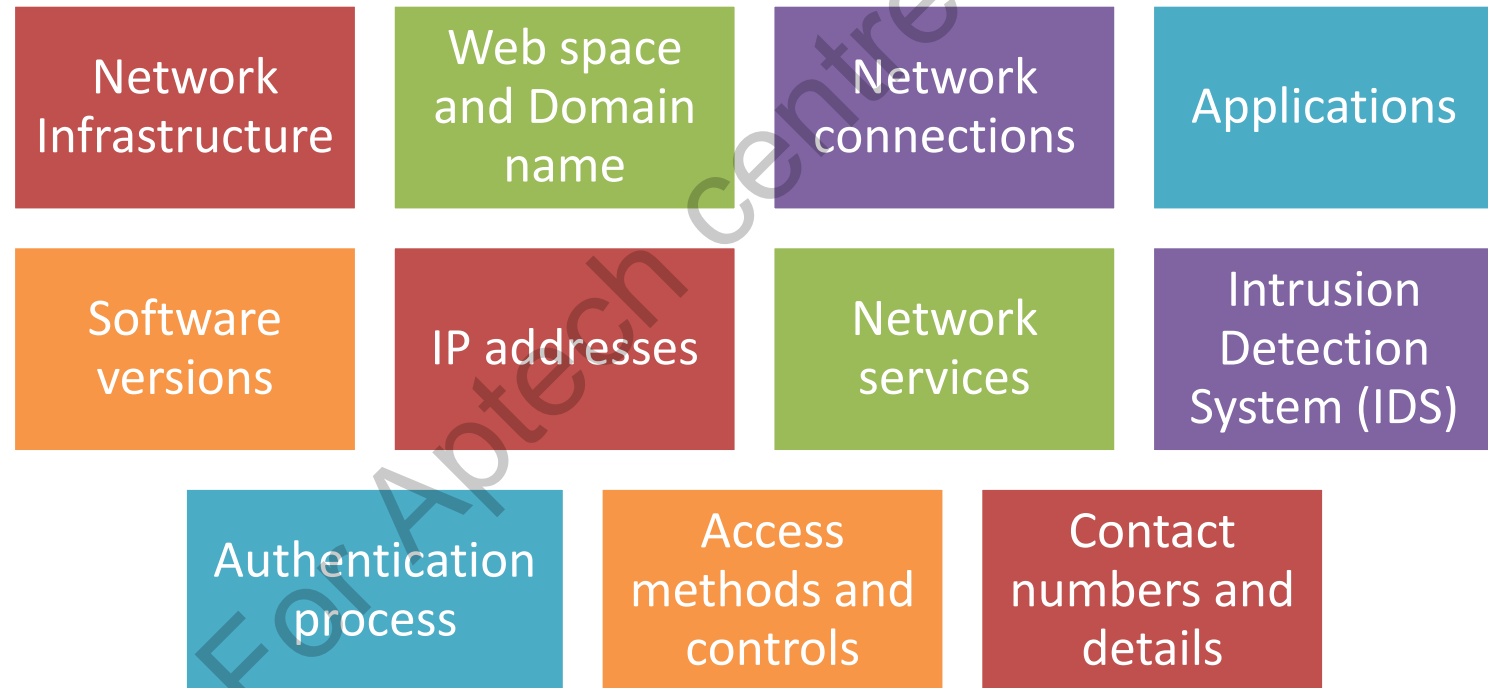 Network
Infrastructure
Web space
and Domain
name
Network
connections
Applications
Software
versions
IP addresses
Network
services
Intrusion
Detection
System (IDS)
Authentication
process
Access
methods and
controls
Contact
numbers and
details
For Aptech centre